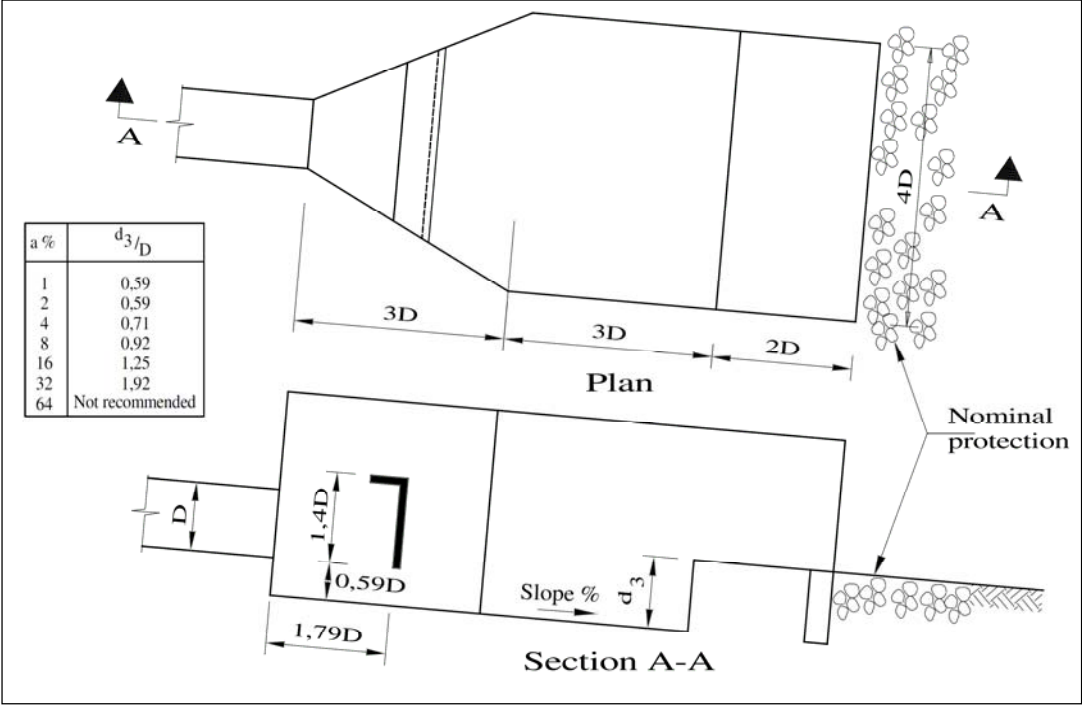 A
A
4D
a % d3/D
1 0,59
2 0,59
4 0,71
8 0,92
16 1,25
32 1,92
64 Not recommended
3D
3D
2D
Plan
Nominal
protection
D
1,4D
0,59D
Slope %
d3
1,79D
Section A-A